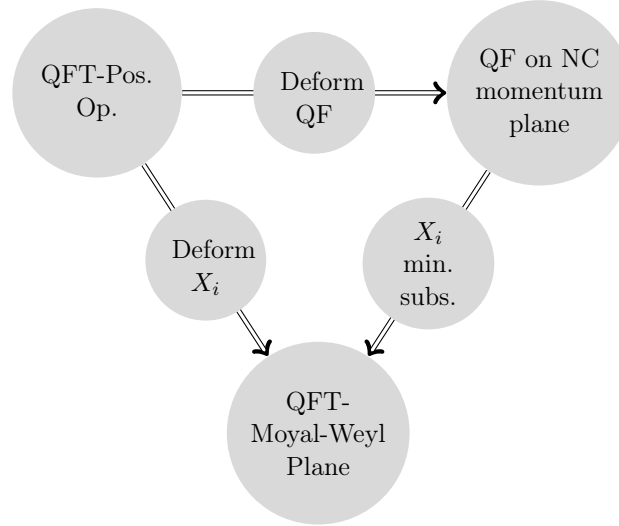 QFT-Pos.
Op.
Deform
QF
QF on NC
momentum
plane
Deform
X_i
X_i
min.
subs.
QFT-
Moyal-Weyl
Plane